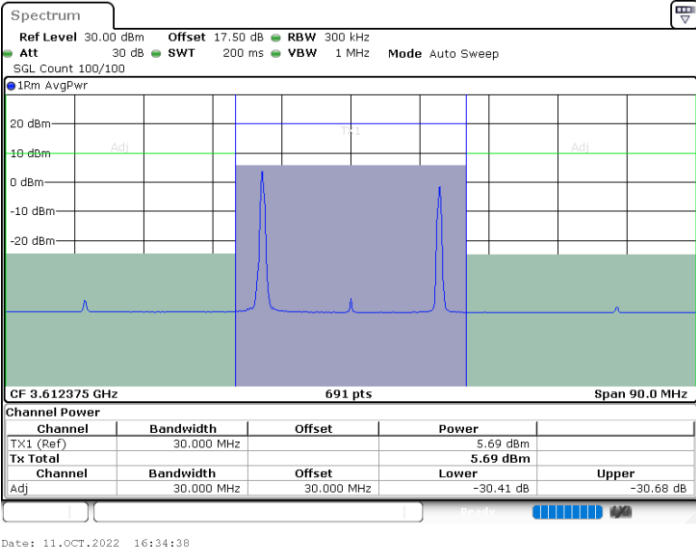 Spectrum
Ref Level 30.00 dBm Offset 17.50 dB RBW 300 kHz
Att 30 dB SWT 200 ms VBW 1 MHz Mode Auto Sweep
SGL Count 100/100
1Rm AvgPwr
20 dBm
TX1
Adj Adj
10 dBm
0 dBm
-10 dBm
-20 dBm
CF 3.612375 GHz 691 pts Span 90.0 MHz
Channel Power
Channel Bandwidth Offset Power
TX1 (Ref) 30.000 MHz 5.69 dBm
Tx Total 5.69 dBm
Channel Bandwidth Offset Lower Upper
Adj 30.000 MHz 30.000 MHz -30.41 dB -30.68 dB
Ready
Date: 11.OCT.2022 16:34:38